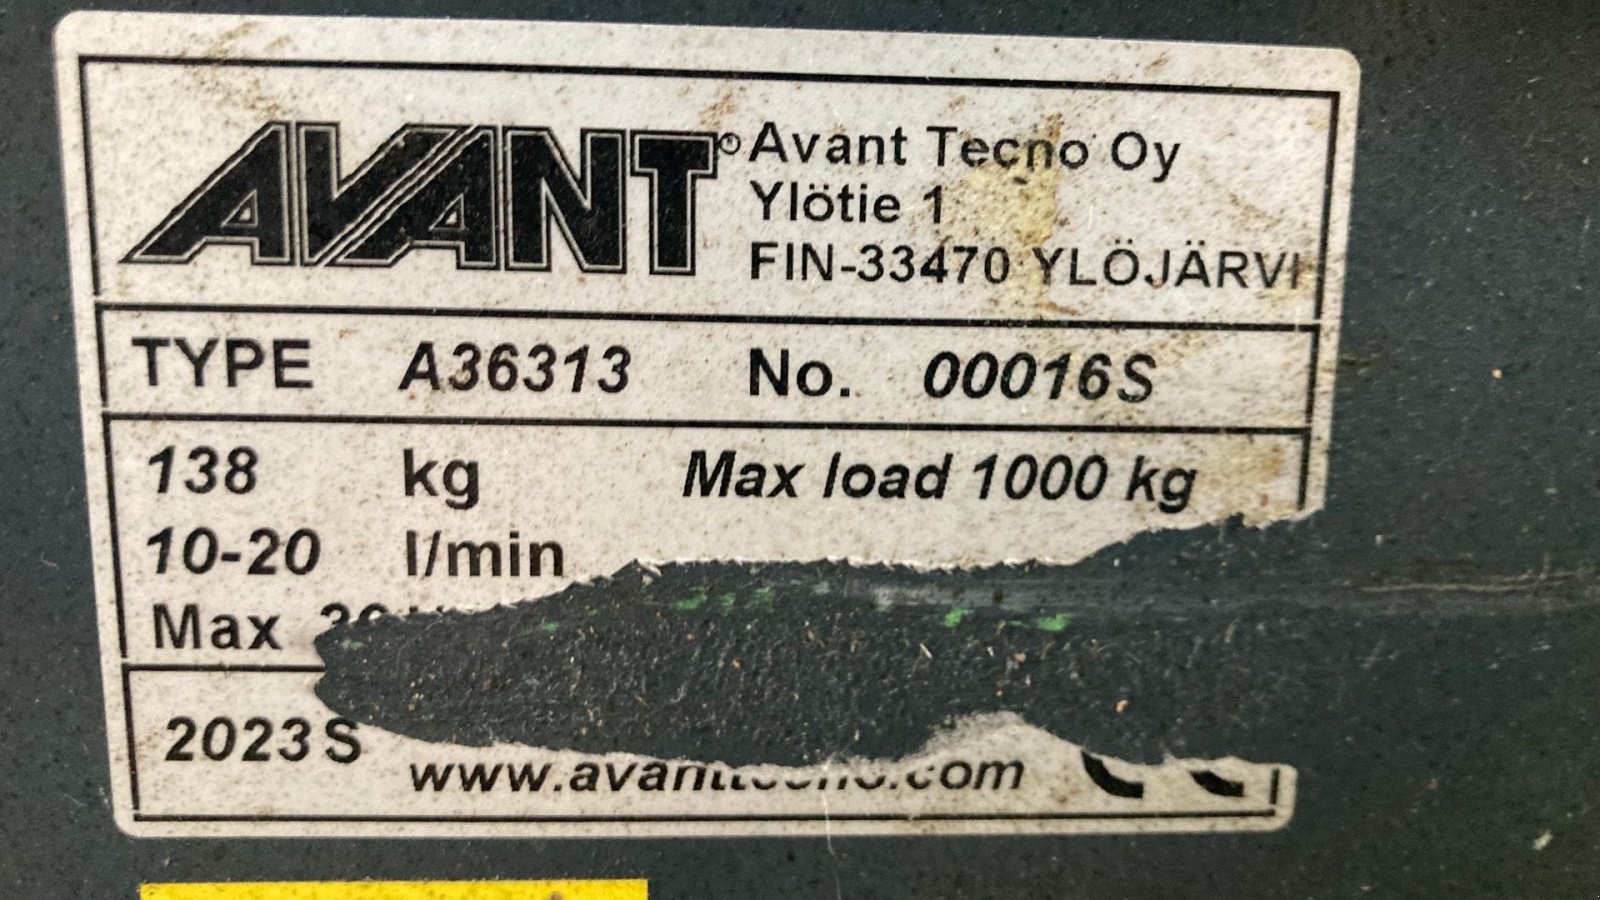 AVANT® Avant Tecno Oy
Ylötie 1
FIN-33470 YLÖJÄRVI
TYPE A36313 No. 00016S
138 kg Max load 1000 kg
10-20 l/min
Max
2023S
www.avanttecno.com